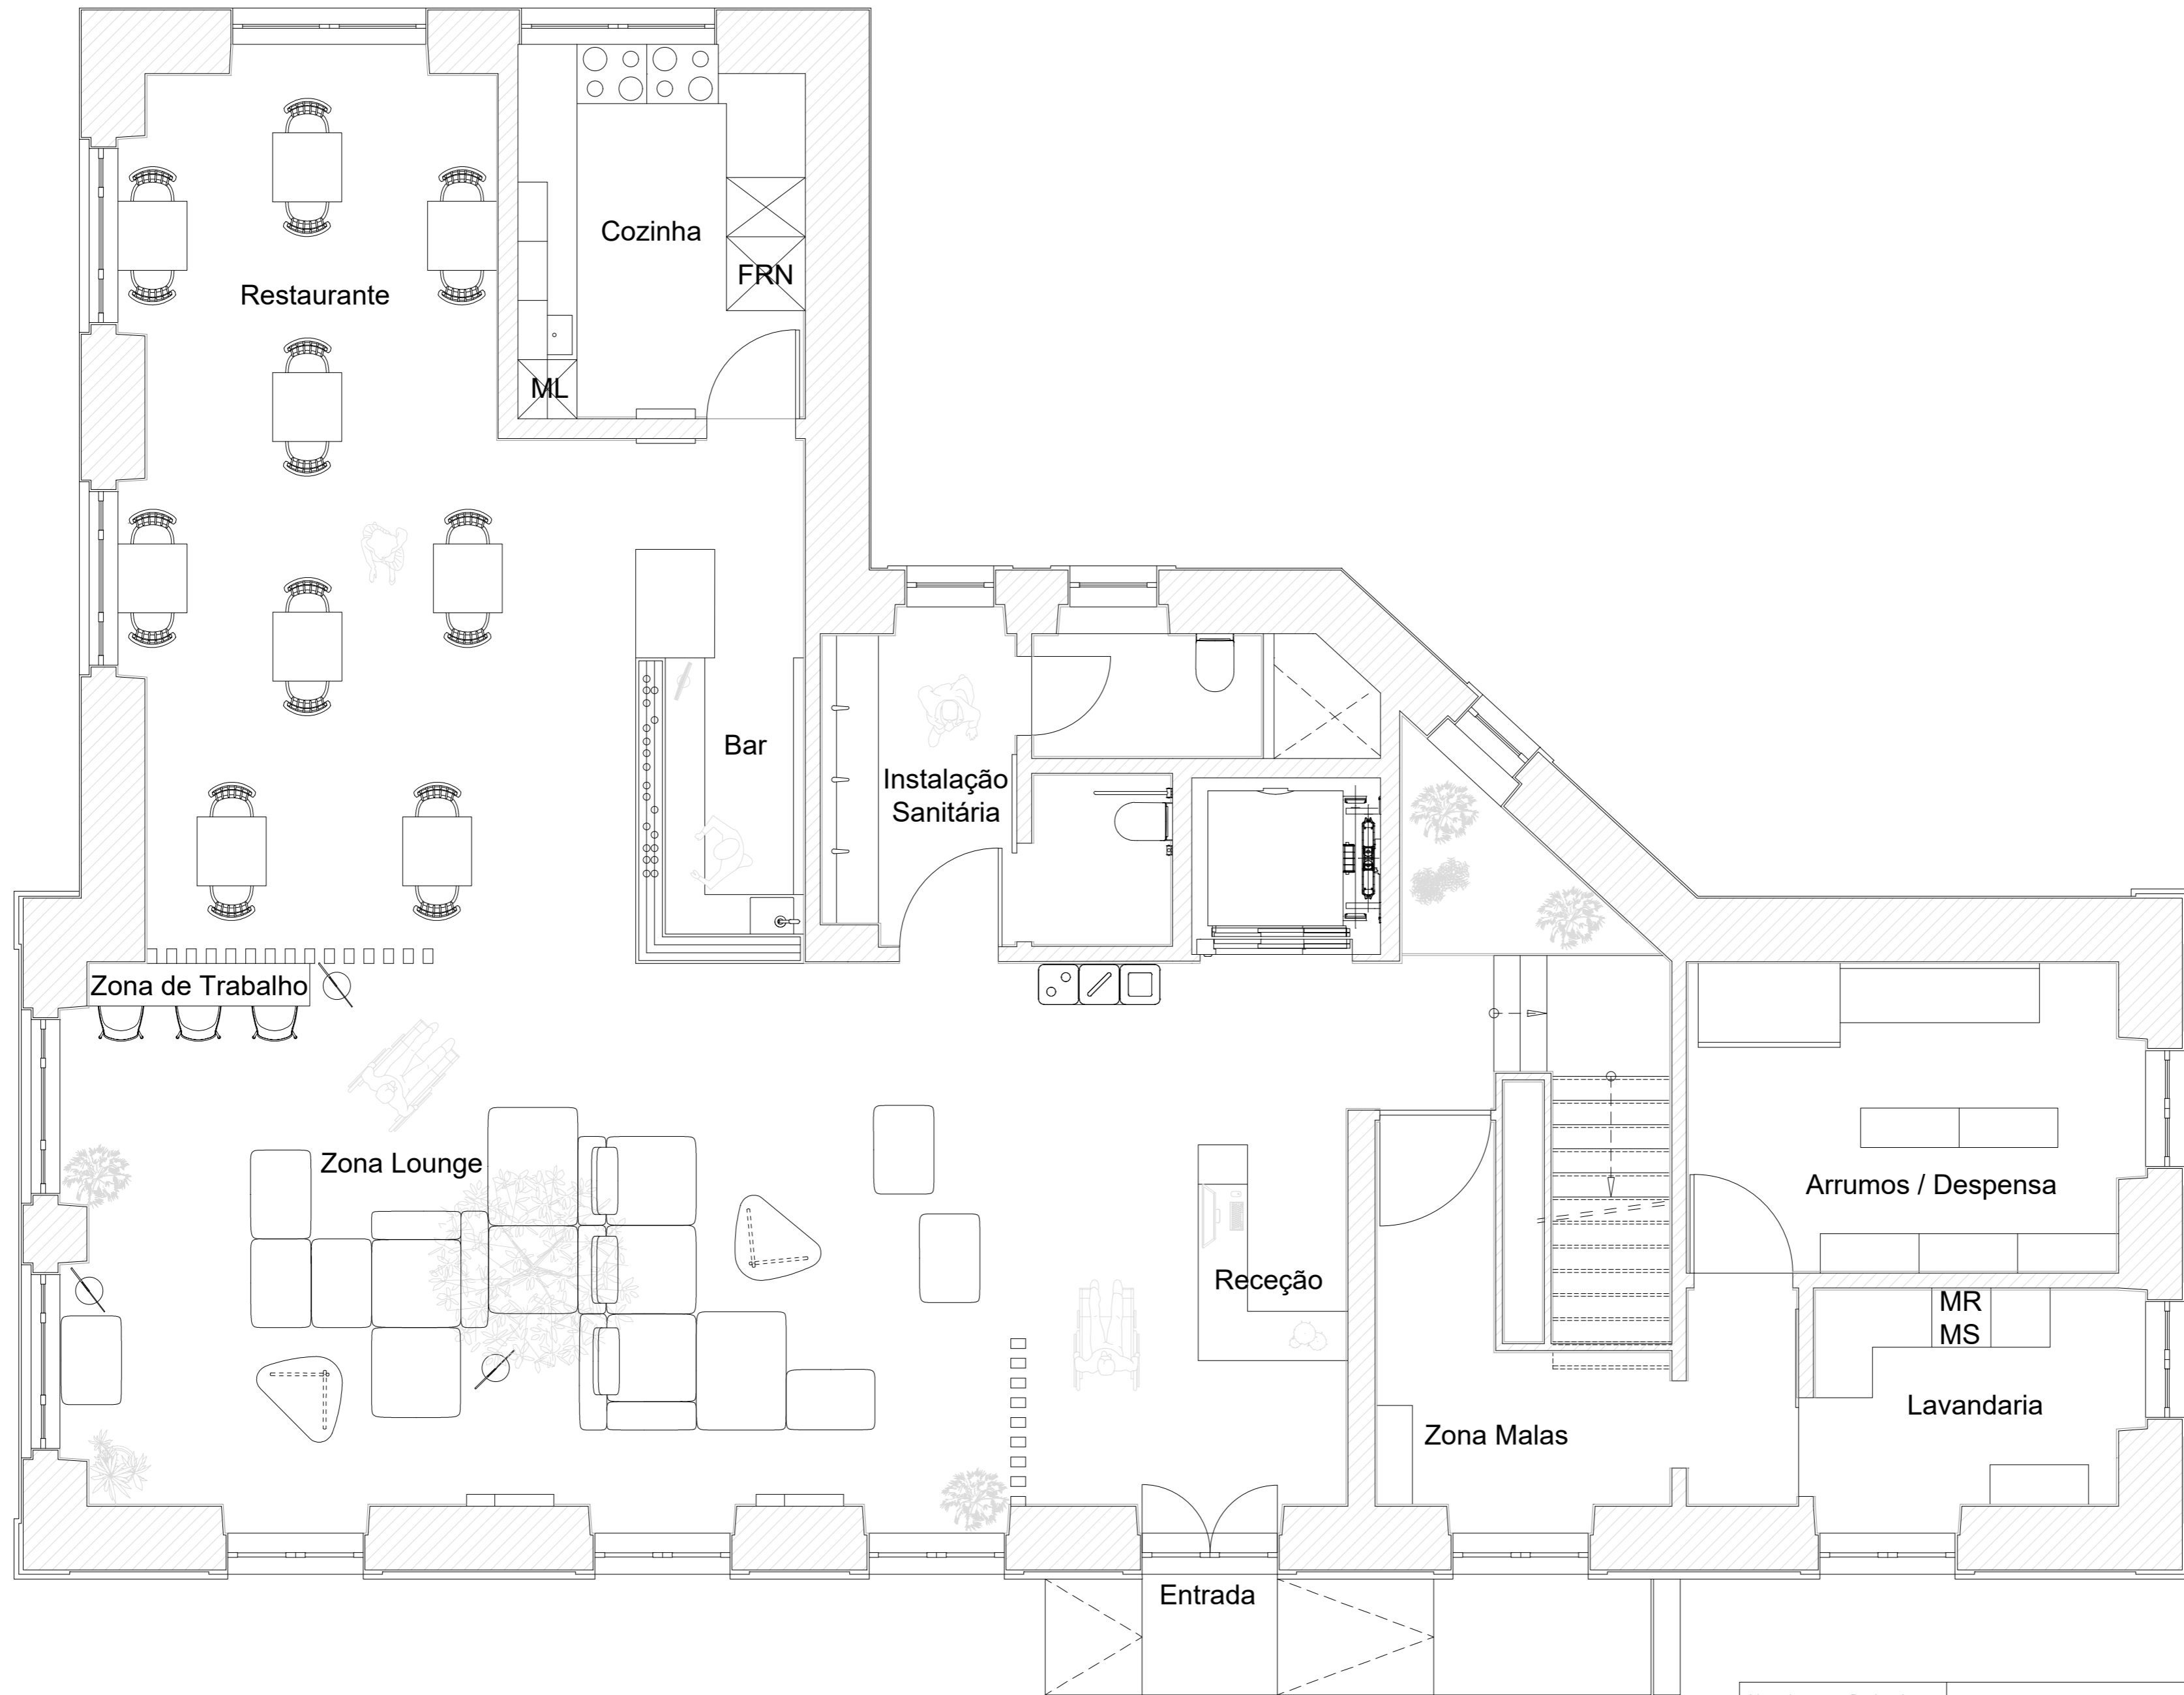 Cozinha
FRN
Restaurante
ML
Bar
Instalação
Sanitária
Zona de Trabalho
Zona Lounge
Arrumos / Despensa
Receção
MR
MS
Lavandaria
Zona Malas
Entrada